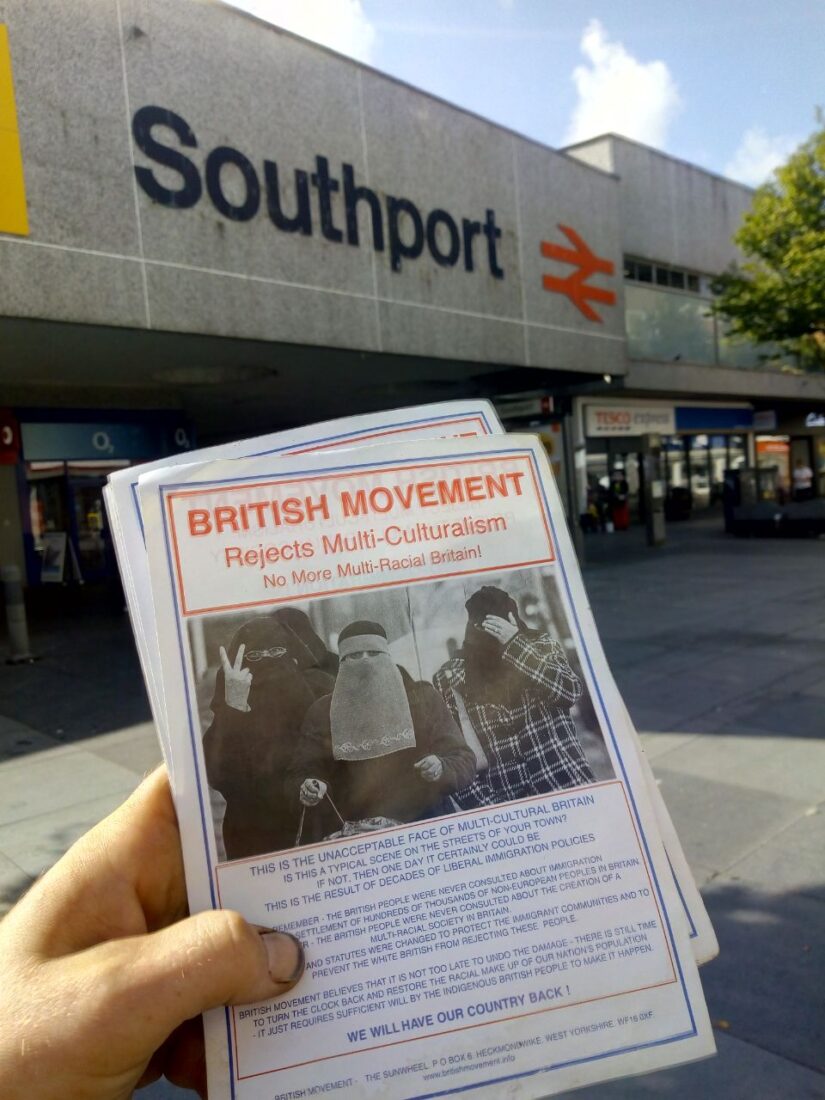 Southport
O2
TESCO express
BRITISH MOVEMENT
Rejects Multi-Culturalism
No More Multi-Racial Britain!
THIS IS THE UNACCEPTABLE FACE OF MULTI-CULTURAL BRITAIN
IS THIS A TYPICAL SCENE ON THE STREETS OF YOUR TOWN?
IF NOT, THEN ONE DAY IT CERTAINLY COULD BE
THIS IS THE RESULT OF DECADES OF LIBERAL IMMIGRATION POLICIES
REMEMBER - THE BRITISH PEOPLE WERE NEVER CONSULTED ABOUT IMMIGRATION
SETTLEMENT OF HUNDREDS OF THOUSANDS OF NON-EUROPEAN PEOPLES IN BRITAIN
- THE BRITISH PEOPLE WERE NEVER CONSULTED ABOUT THE CREATION OF A
MULTI-RACIAL SOCIETY IN BRITAIN.
AND STATUTES WERE CHANGED TO PROTECT THE IMMIGRANT COMMUNITIES AND TO
PREVENT THE WHITE BRITISH FROM REJECTING THESE PEOPLE.
BRITISH MOVEMENT BELIEVES THAT IT IS NOT TOO LATE TO UNDO THE DAMAGE - THERE IS STILL TIME
TO TURN THE CLOCK BACK AND RESTORE THE RACIAL MAKE UP OF OUR NATION'S POPULATION
- IT JUST REQUIRES SUFFICIENT WILL BY THE INDIGENOUS BRITISH PEOPLE TO MAKE IT HAPPEN.
WE WILL HAVE OUR COUNTRY BACK !
BRITISH MOVEMENT - THE SUNWHEEL, P O BOX 6, HECKMONDWIKE, WEST YORKSHIRE. WF16 0XF
www.britishmovement.info